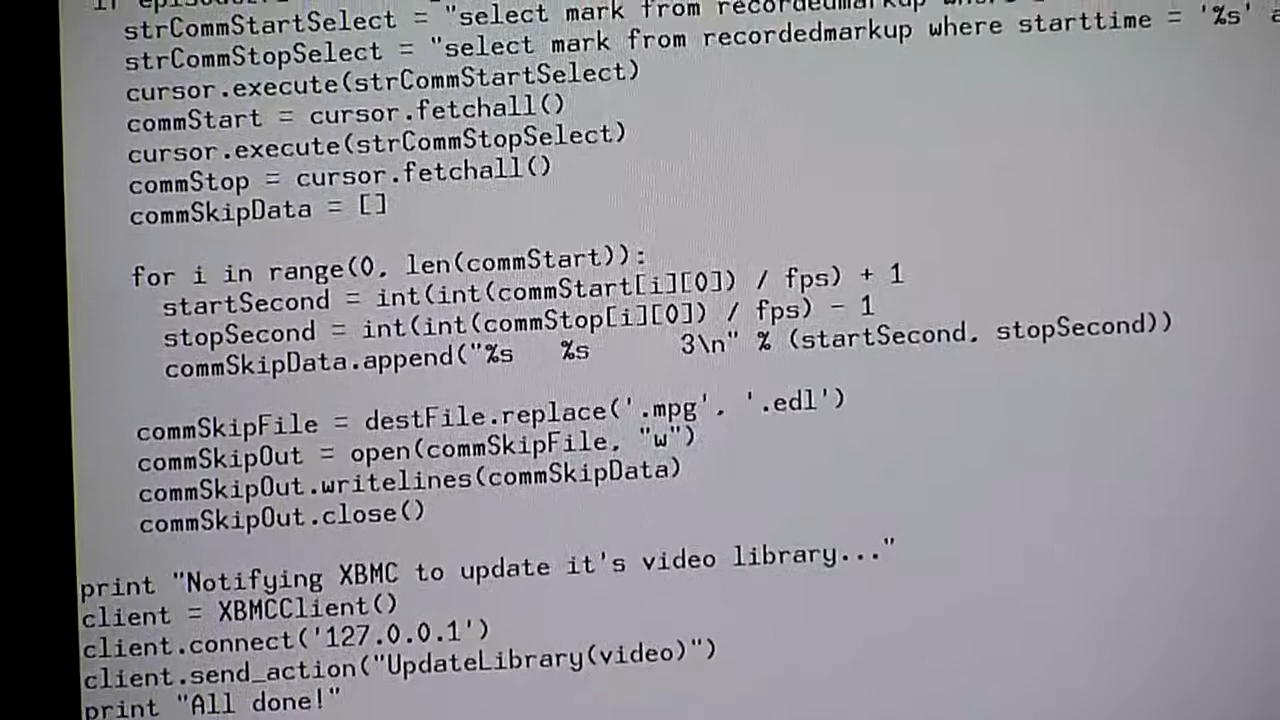 strCommStartSelect = "select mark from recordedmarkup
strCommStopSelect = "select mark from recordedmarkup where starttime = '%s'
cursor.execute(strCommStartSelect)
commStart = cursor.fetchall()
cursor.execute(strCommStopSelect)
commStop = cursor.fetchall()
commSkipData = []
for i in range(0, len(commStart)):
startSecond = int(int(commStart[i][0]) / fps) + 1
stopSecond = int(int(commStop[i][0]) / fps) - 1
commSkipData.append("%s %s 3\n" % (startSecond, stopSecond))
commSkipFile = destFile.replace('.mpg', '.edl')
commSkipOut = open(commSkipFile, "w")
commSkipOut.writelines(commSkipData)
commSkipOut.close()
print "Notifying XBMC to update it's video library..."
client = XBMCClient()
client.connect('127.0.0.1')
client.send_action("UpdateLibrary(video)")
print "All done!"